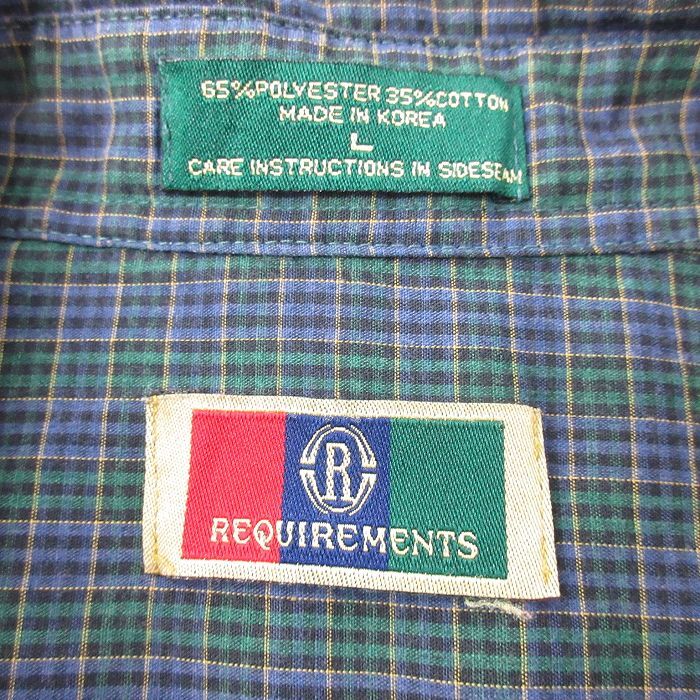 65%POLYESTER 35%COTTON
MADE IN KOREA
L
CARE INSTRUCTIONS IN SIDESEAM
R
REQUIREMENTS